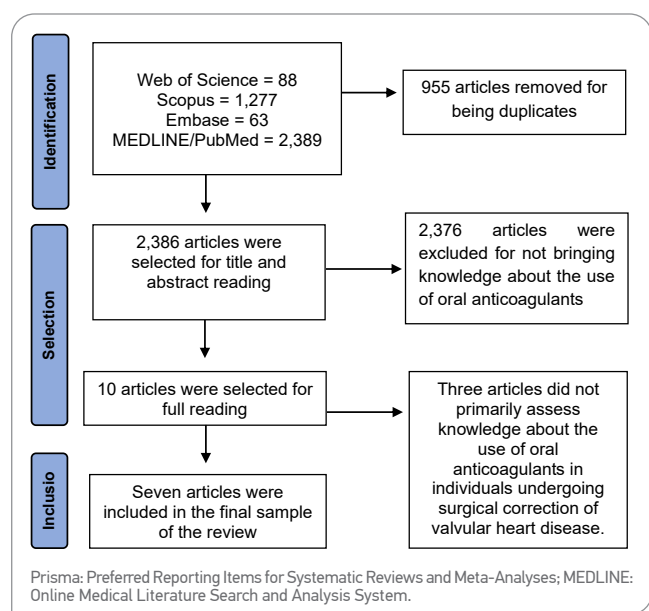 Identification
Web of Science = 88
Scopus = 1,277
Embase = 63
MEDLINE/PubMed = 2,389
955 articles removed for
being duplicates
Selection
2,386 articles were
selected for title and
abstract reading
2,376 articles were
excluded for not bringing
knowledge about the use
of oral anticoagulants
10 articles were selected for
full reading
Three articles did not
primarily assess
knowledge about the
use of oral
anticoagulants in
individuals undergoing
surgical correction of
valvular heart disease.
Inclusio
Seven articles were
included in the final sample
of the review
Prisma: Preferred Reporting Items for Systematic Reviews and Meta-Analyses; MEDLINE:
Online Medical Literature Search and Analysis System.